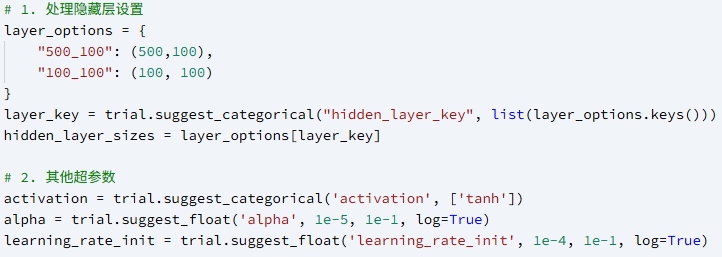 # 1. 处理隐藏层设置
layer_options = {
    "500_100": (500,100),
    "100_100": (100, 100)
}
layer_key = trial.suggest_categorical("hidden_layer_key", list(layer_options.keys()))
hidden_layer_sizes = layer_options[layer_key]

# 2. 其他超参数
activation = trial.suggest_categorical('activation', ['tanh'])
alpha = trial.suggest_float('alpha', 1e-5, 1e-1, log=True)
learning_rate_init = trial.suggest_float('learning_rate_init', 1e-4, 1e-1, log=True)